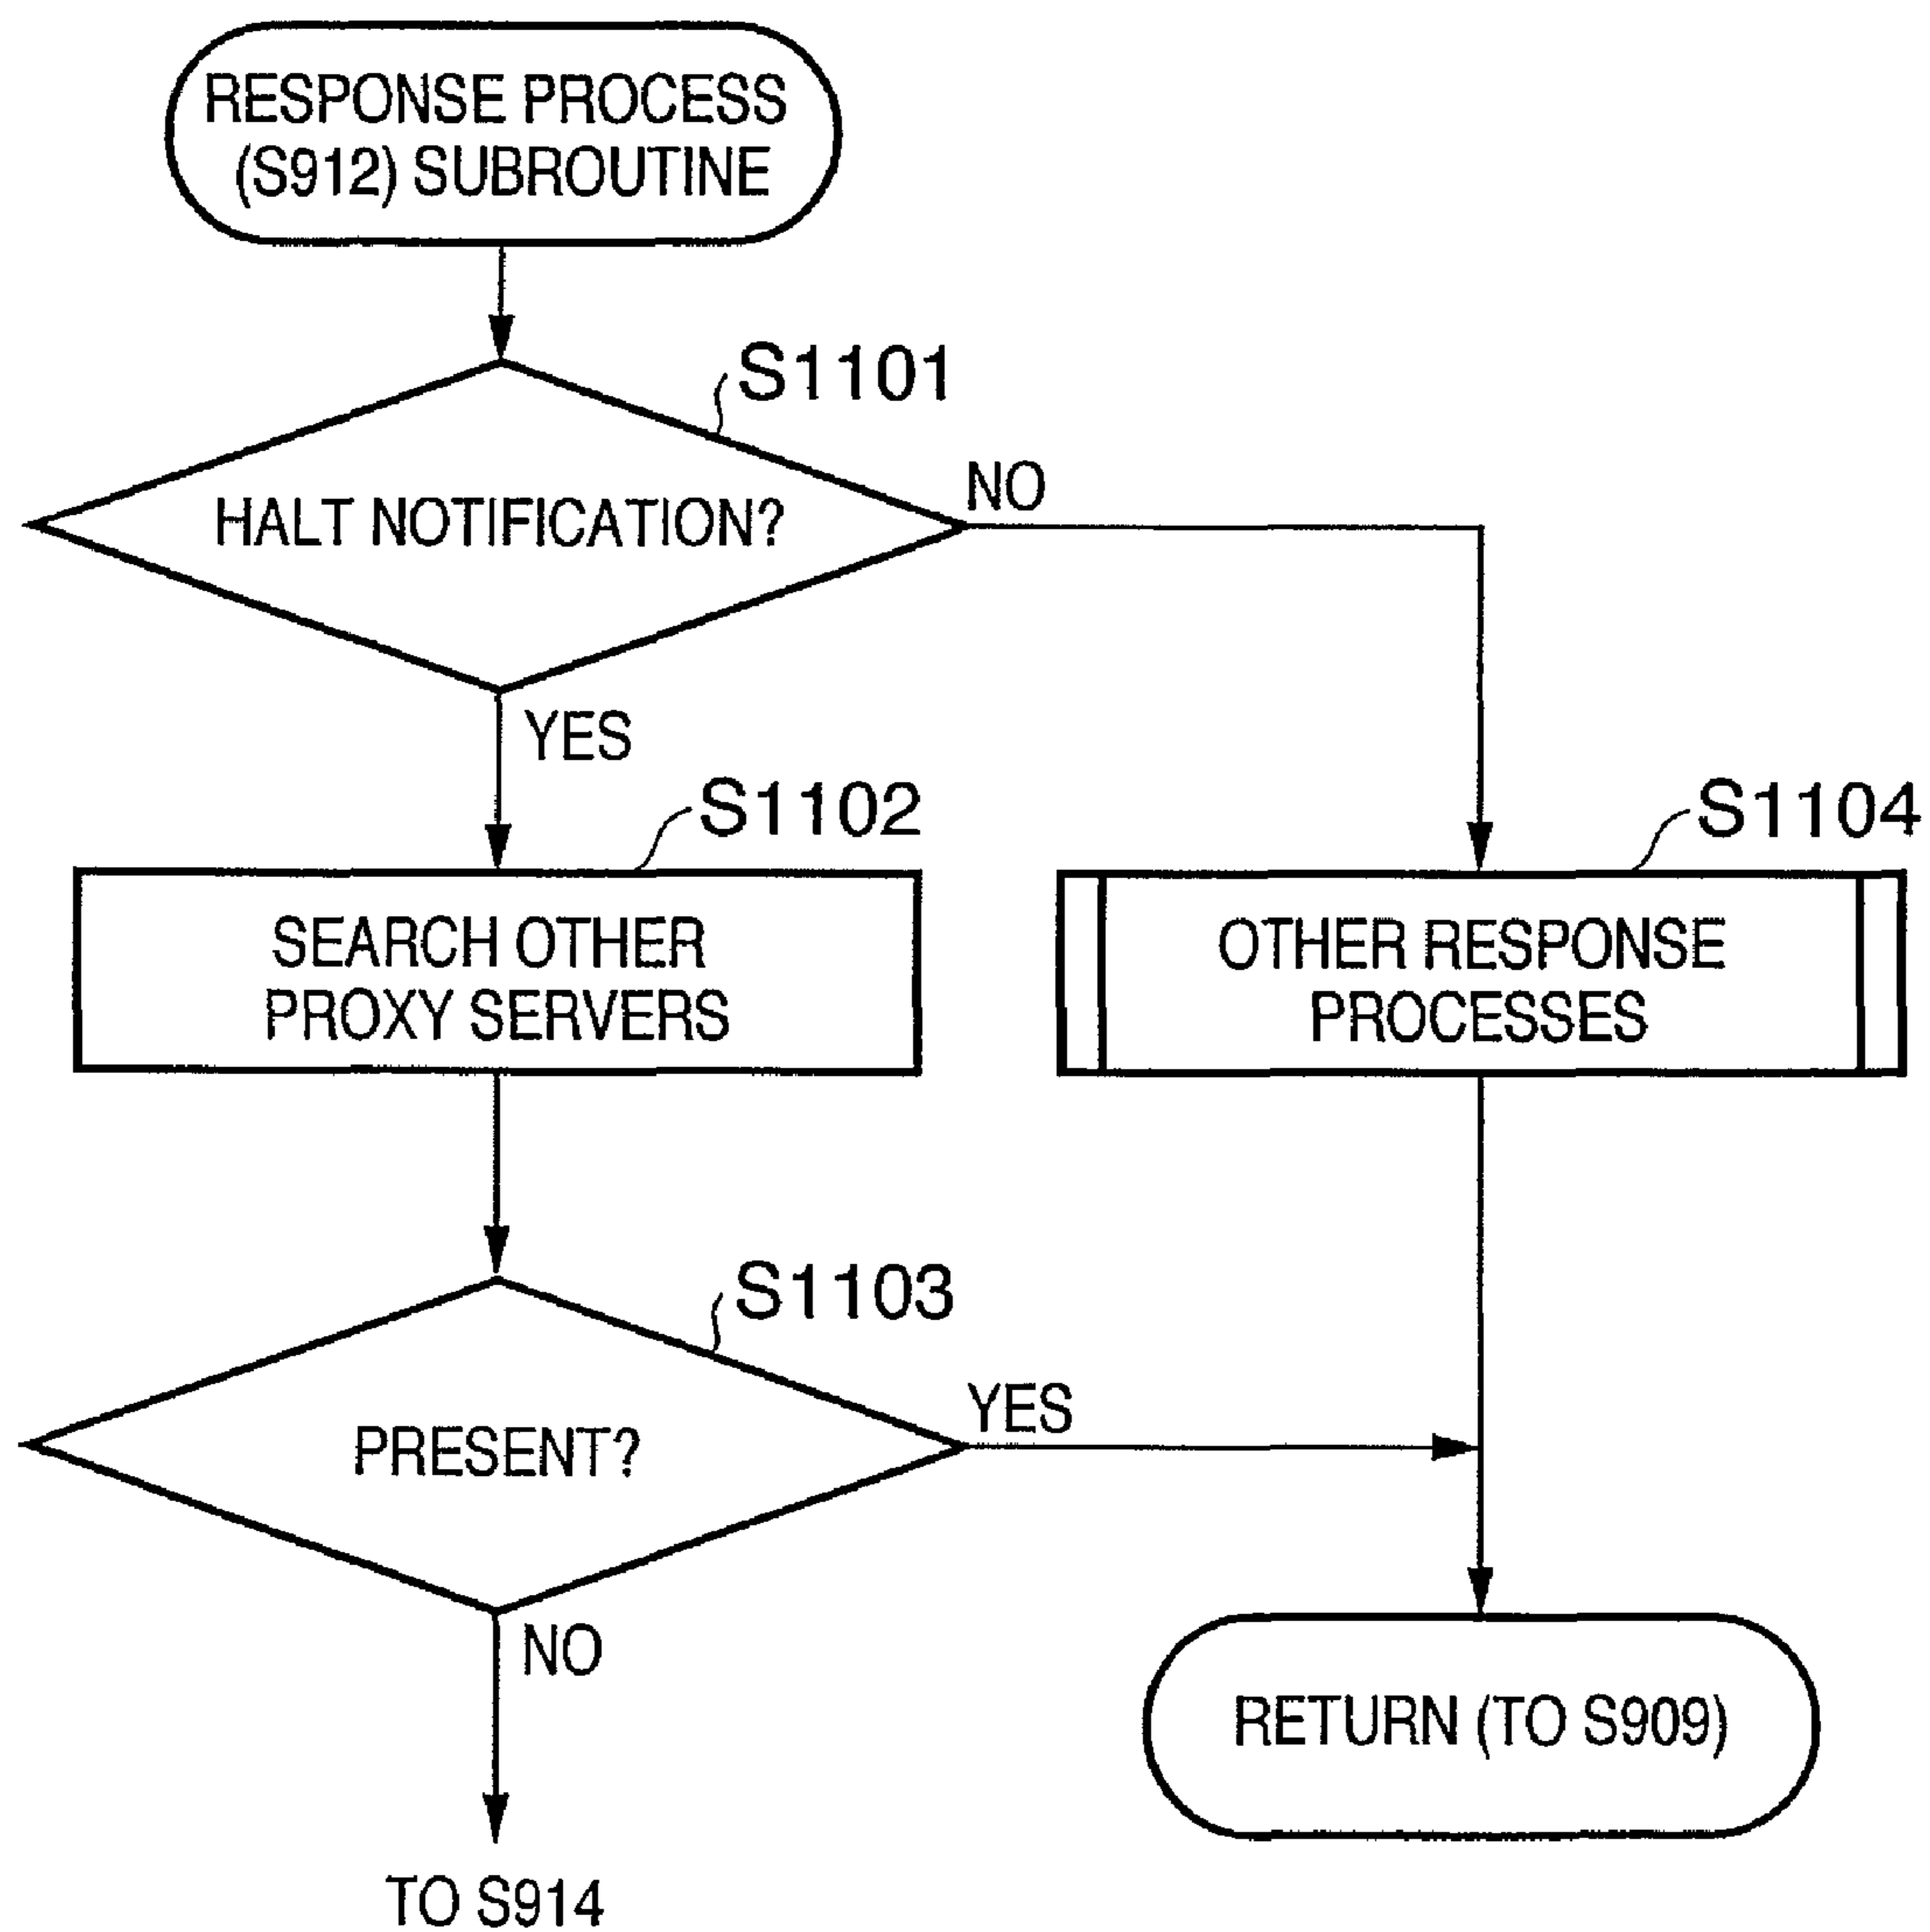 RESPONSE PROCESS
(S912) SUBROUTINE
S1101
HALT NOTIFICATION?
NO
YES
S1102
SEARCH OTHER
PROXY SERVERS
S1104
OTHER RESPONSE
PROCESSES
S1103
PRESENT?
YES
NO
RETURN (TO S909)
TO S914